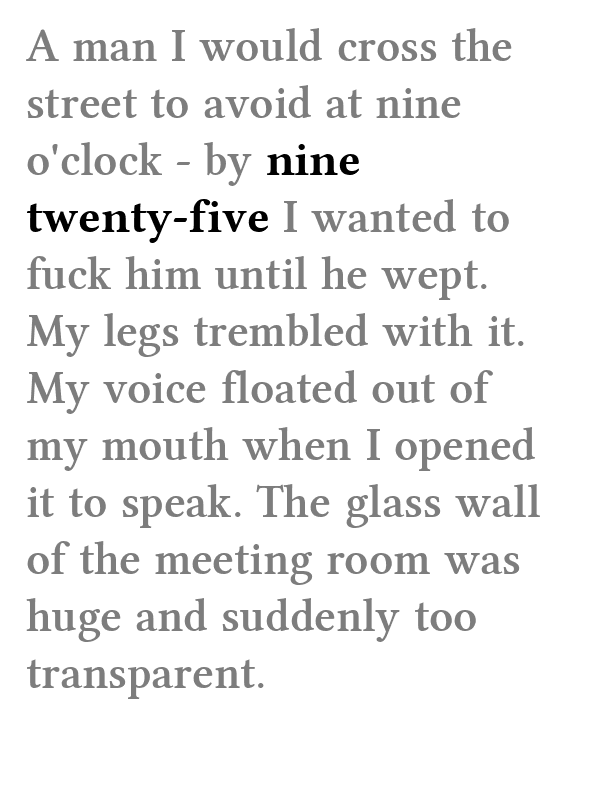 A man I would cross the
street to avoid at nine
o'clock - by nine
twenty-five I wanted to
fuck him until he wept.
My legs trembled with it.
My voice floated out of
my mouth when I opened
it to speak. The glass wall
of the meeting room was
huge and suddenly too
transparent.